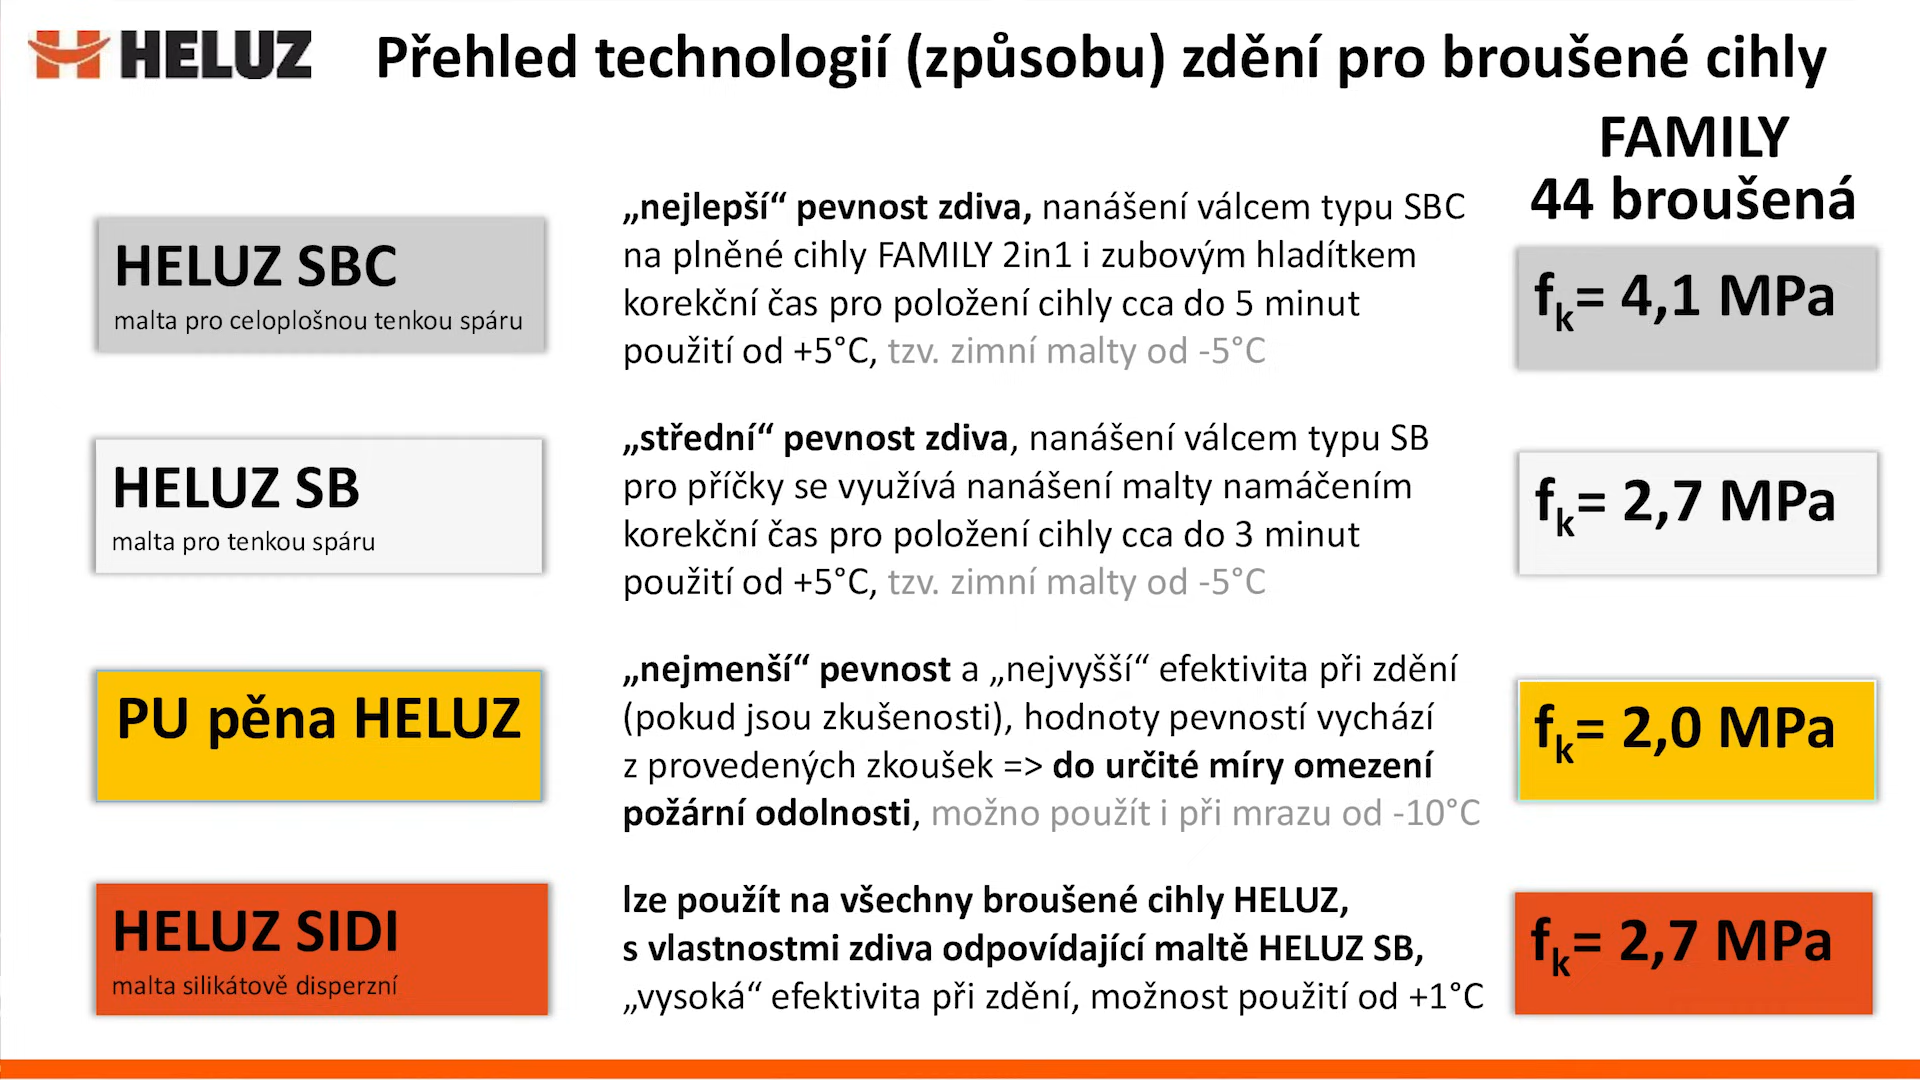 HELUZ
Přehled technologií (způsobu) zdění pro broušené cihly
FAMILY
44 broušená
HELUZ SBC
malta pro celoplošnou tenkou spáru
„nejlepší“ pevnost zdiva, nanášení válcem typu SBC
na plněné cihly FAMILY 2in1 i zubovým hladítkem
korekční čas pro položení cihly cca do 5 minut
použití od +5°C, tzv. zimní malty od -5°C
fk= 4,1 MPa
HELUZ SB
malta pro tenkou spáru
„střední“ pevnost zdiva, nanášení válcem typu SB
pro příčky se využívá nanášení malty namáčením
korekční čas pro položení cihly cca do 3 minut
použití od +5°C, tzv. zimní malty od -5°C
fk= 2,7 MPa
PU pěna HELUZ
„nejmenší“ pevnost a „nejvyšší“ efektivita při zdění
(pokud jsou zkušenosti), hodnoty pevností vychází
z provedených zkoušek => do určité míry omezení
požární odolnosti, možno použít i při mrazu od -10°C
fk= 2,0 MPa
HELUZ SIDI
malta silikátově disperzní
lze použít na všechny broušené cihly HELUZ,
s vlastnostmi zdiva odpovídající maltě HELUZ SB,
„vysoká“ efektivita při zdění, možnost použití od +1°C
fk= 2,7 MPa